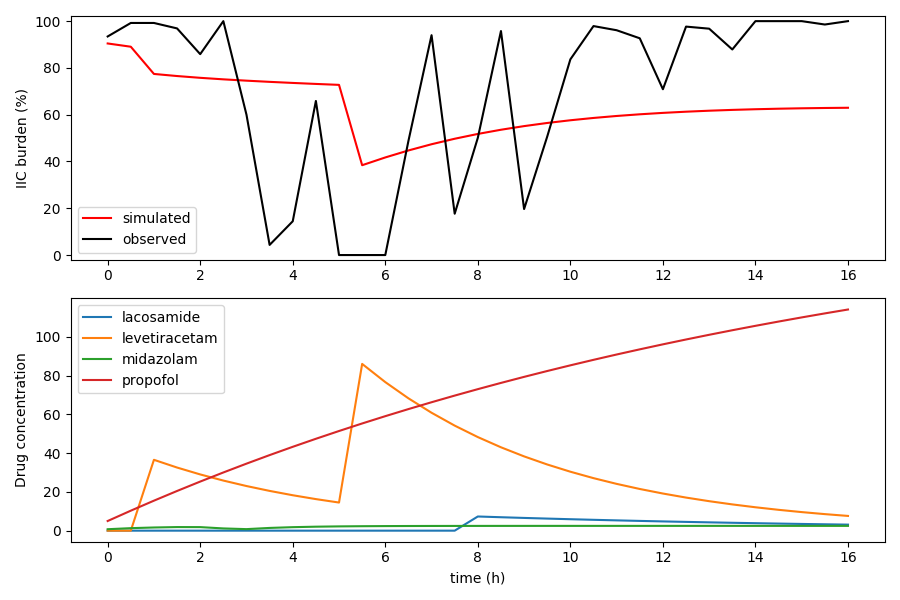 IIC burden (%)
100
80
60
40
20
0
simulated
observed
0 2 4 6 8 10 12 14 16
Drug concentration
100
80
60
40
20
0
lacosamide
levetiracetam
midazolam
propofol
0 2 4 6 8 10 12 14 16
time (h)